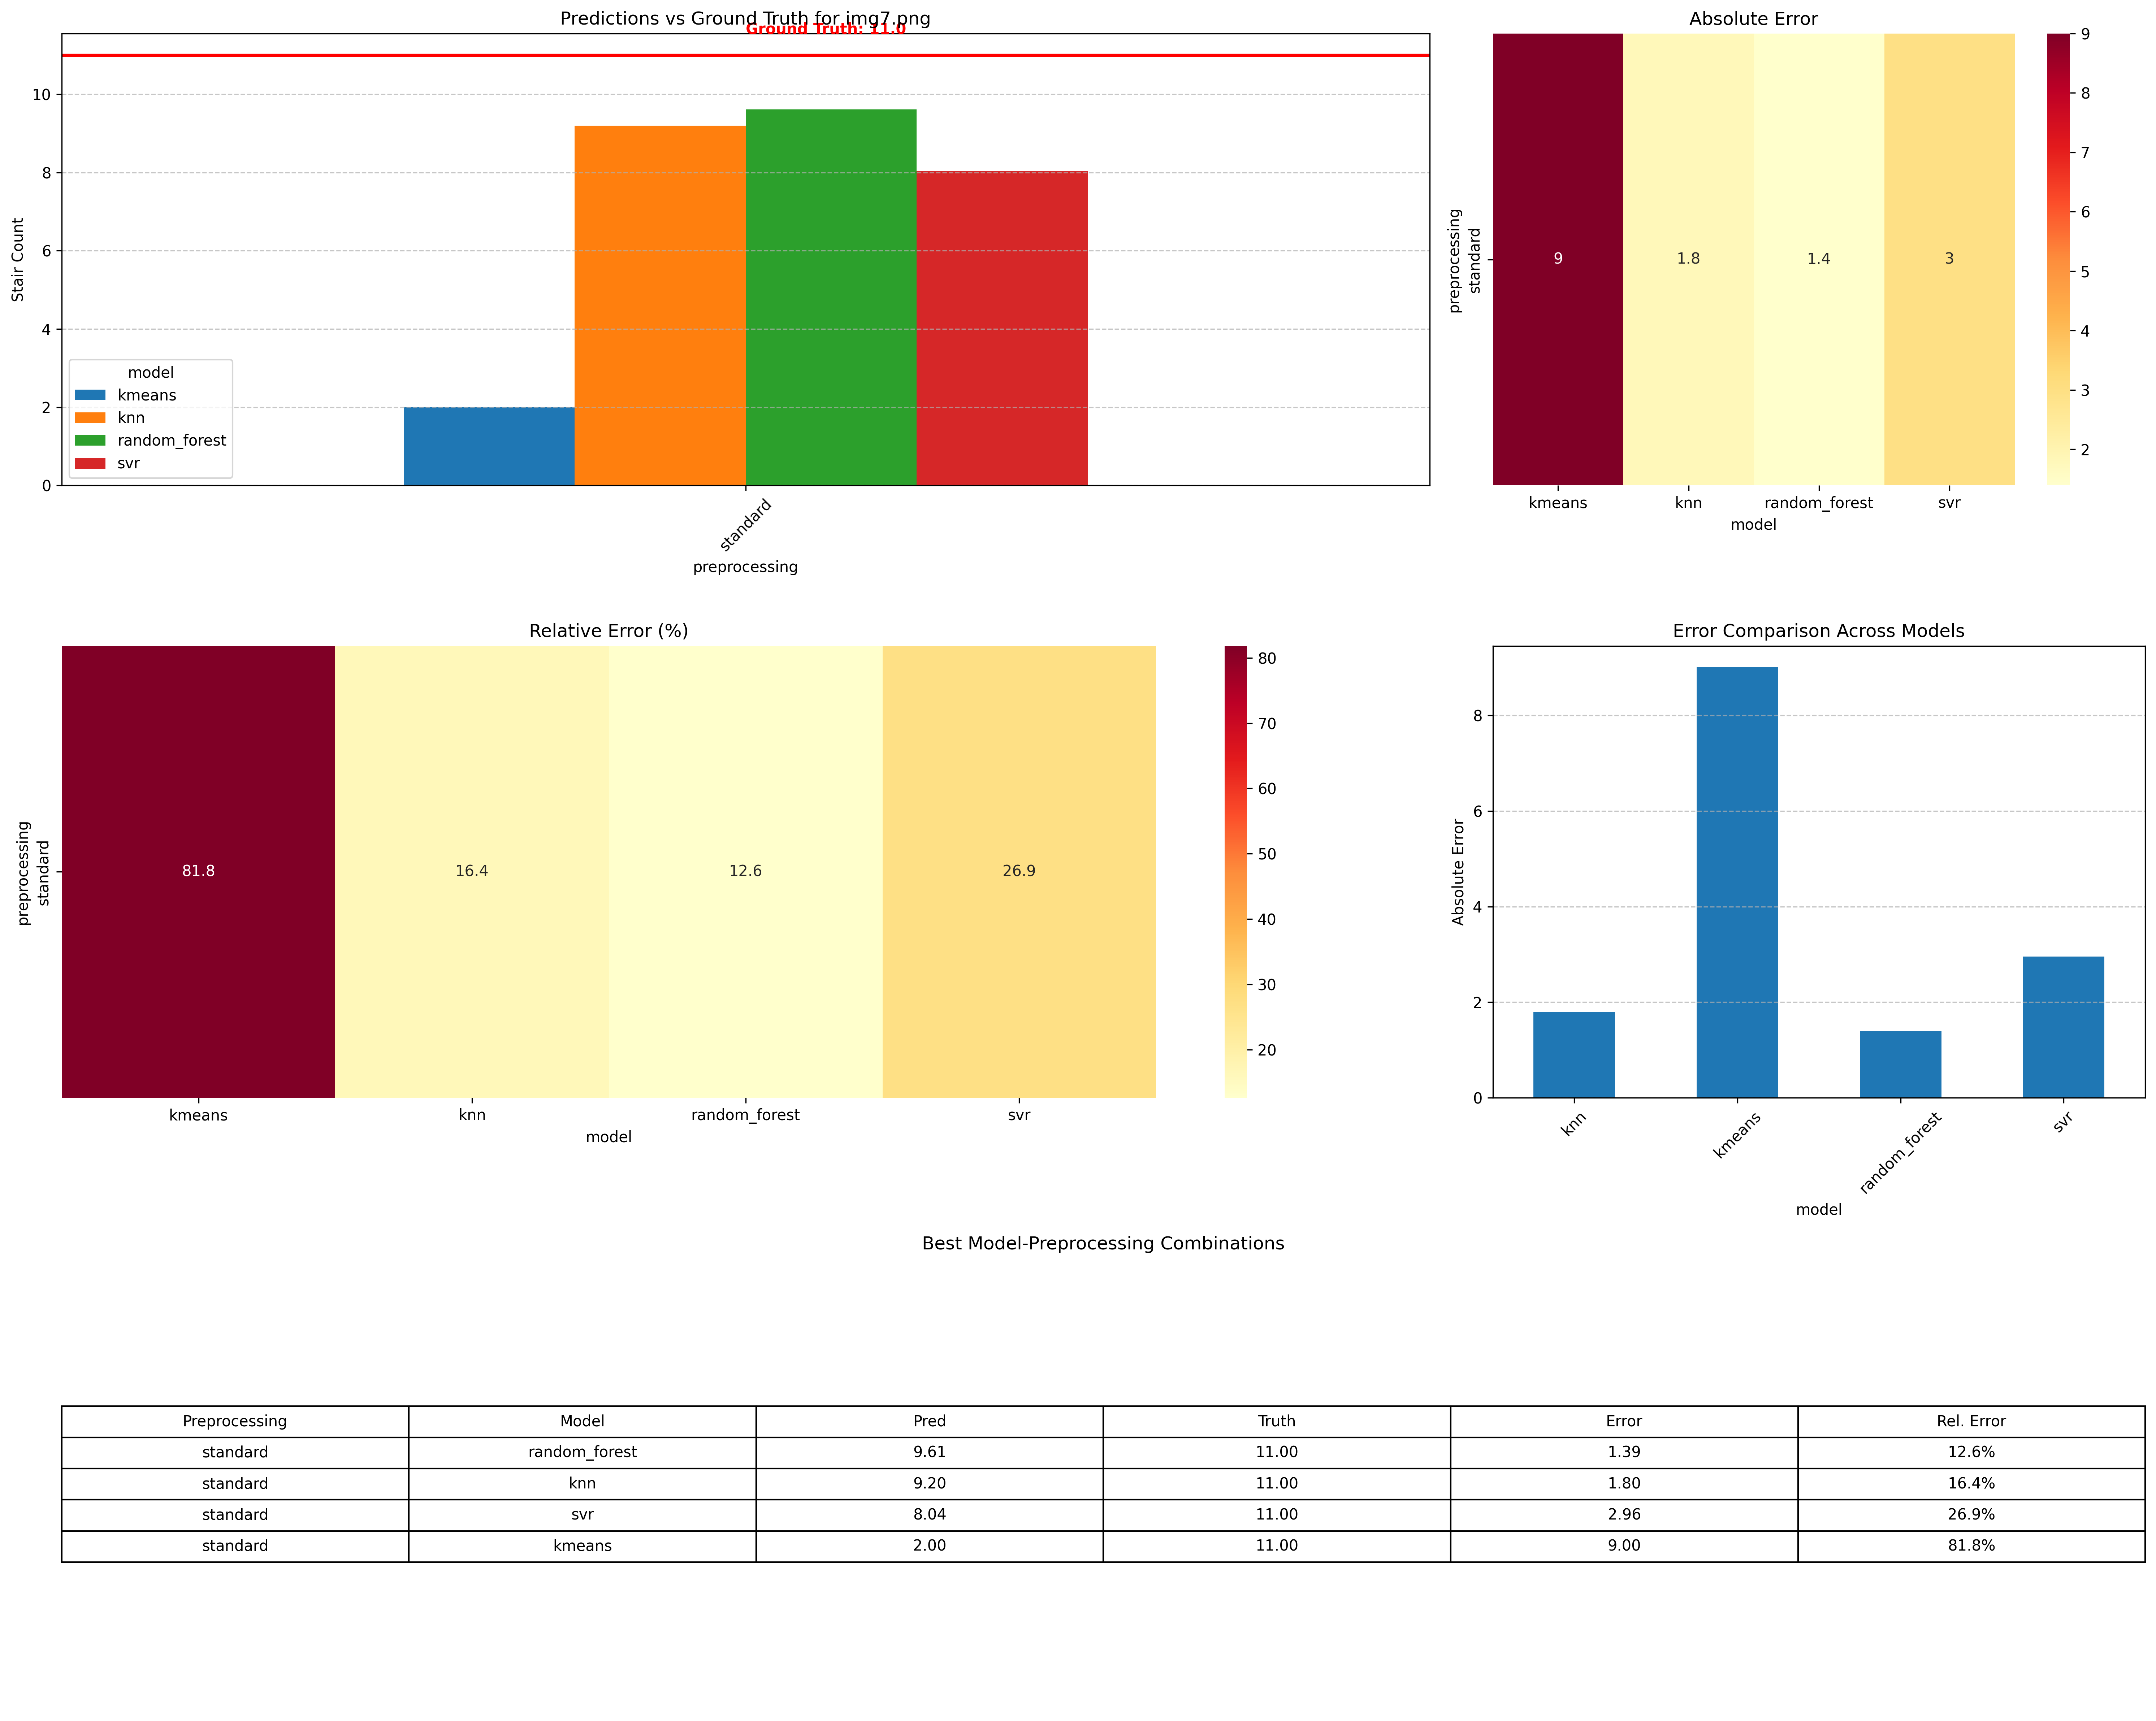 Predictions vs Ground Truth for img7.png
Ground Truth: 11.0
10
8
6
4
2
0
Stair Count
model
kmeans
knn
random_forest
svr
standard
preprocessing
Absolute Error
preprocessing
standard
9
1.8
1.4
3
kmeans
knn
random_forest
svr
model
9
8
7
6
5
4
3
2
Relative Error (%)
preprocessing
standard
81.8
16.4
12.6
26.9
kmeans
knn
random_forest
svr
model
80
70
60
50
40
30
20
Error Comparison Across Models
Absolute Error
8
6
4
2
0
knn
kmeans
random_forest
svr
model
Best Model-Preprocessing Combinations
Preprocessing Model Pred Truth Error Rel. Error
standard random_forest 9.61 11.00 1.39 12.6%
standard knn 9.20 11.00 1.80 16.4%
standard svr 8.04 11.00 2.96 26.9%
standard kmeans 2.00 11.00 9.00 81.8%